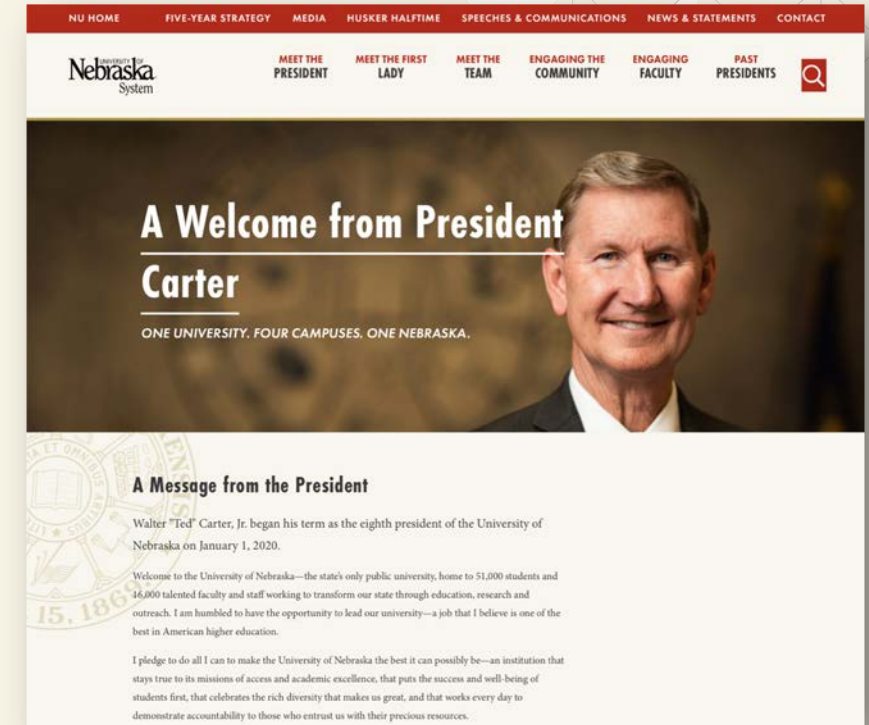 NU HOME FIVE-YEAR STRATEGY MEDIA HUSKER HALFTIME SPEECHES & COMMUNICATIONS NEWS & STATEMENTS CONTACT
UNIVERSITY OF
Nebraska
System
MEET THE PRESIDENT
MEET THE FIRST LADY
MEET THE TEAM
ENGAGING THE COMMUNITY
ENGAGING FACULTY
PAST PRESIDENTS
A Welcome from President
Carter
ONE UNIVERSITY. FOUR CAMPUSES. ONE NEBRASKA.
A Message from the President
Walter "Ted" Carter, Jr. began his term as the eighth president of the University of
Nebraska on January 1, 2020.
Welcome to the University of Nebraska—the state's only public university, home to 51,000 students and
16,000 talented faculty and staff working to transform our state through education, research and
outreach. I am humbled to have the opportunity to lead our university—a job that I believe is one of the
best in American higher education.
I pledge to do all I can to make the University of Nebraska the best it can possibly be—an institution that
stays true to its missions of access and academic excellence, that puts the success and well-being of
students first, that celebrates the rich diversity that makes us great, and that works every day to
demonstrate accountability to those who entrust us with their precious resources.
15, 1869